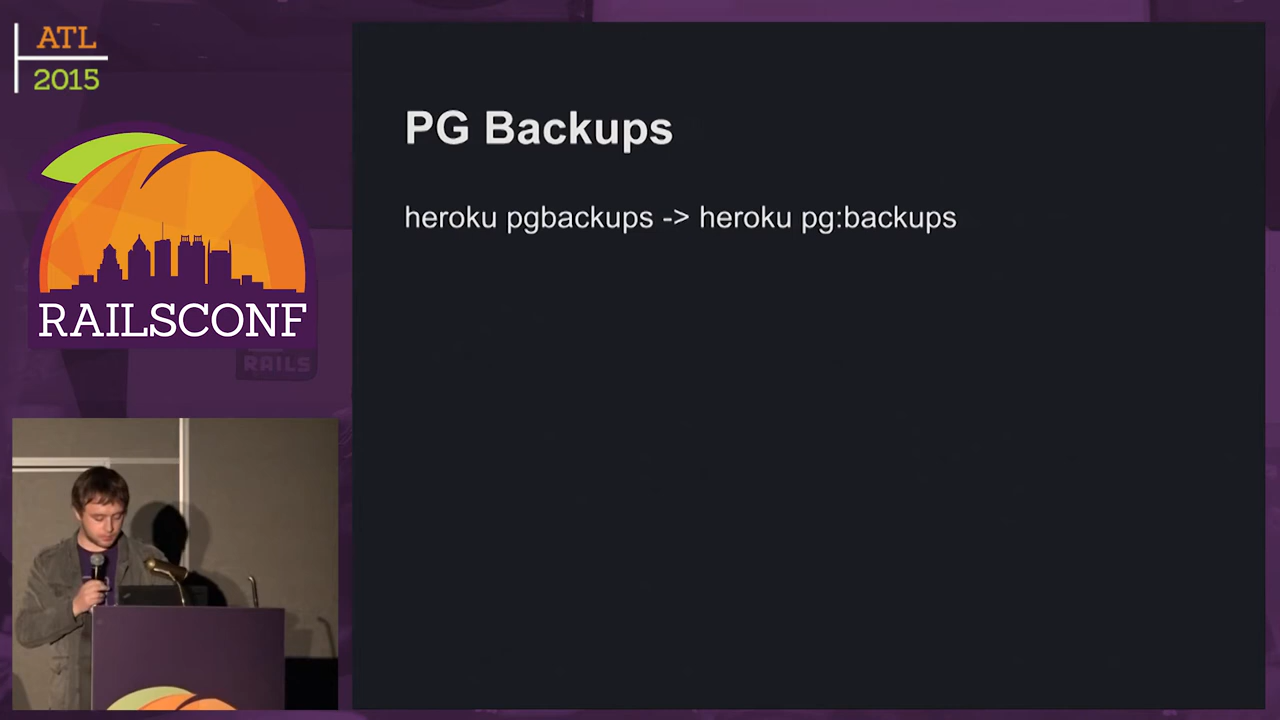 ATL
2015
RAILSCONF
RAILS
PG Backups
heroku pgbackups -> heroku pg:backups